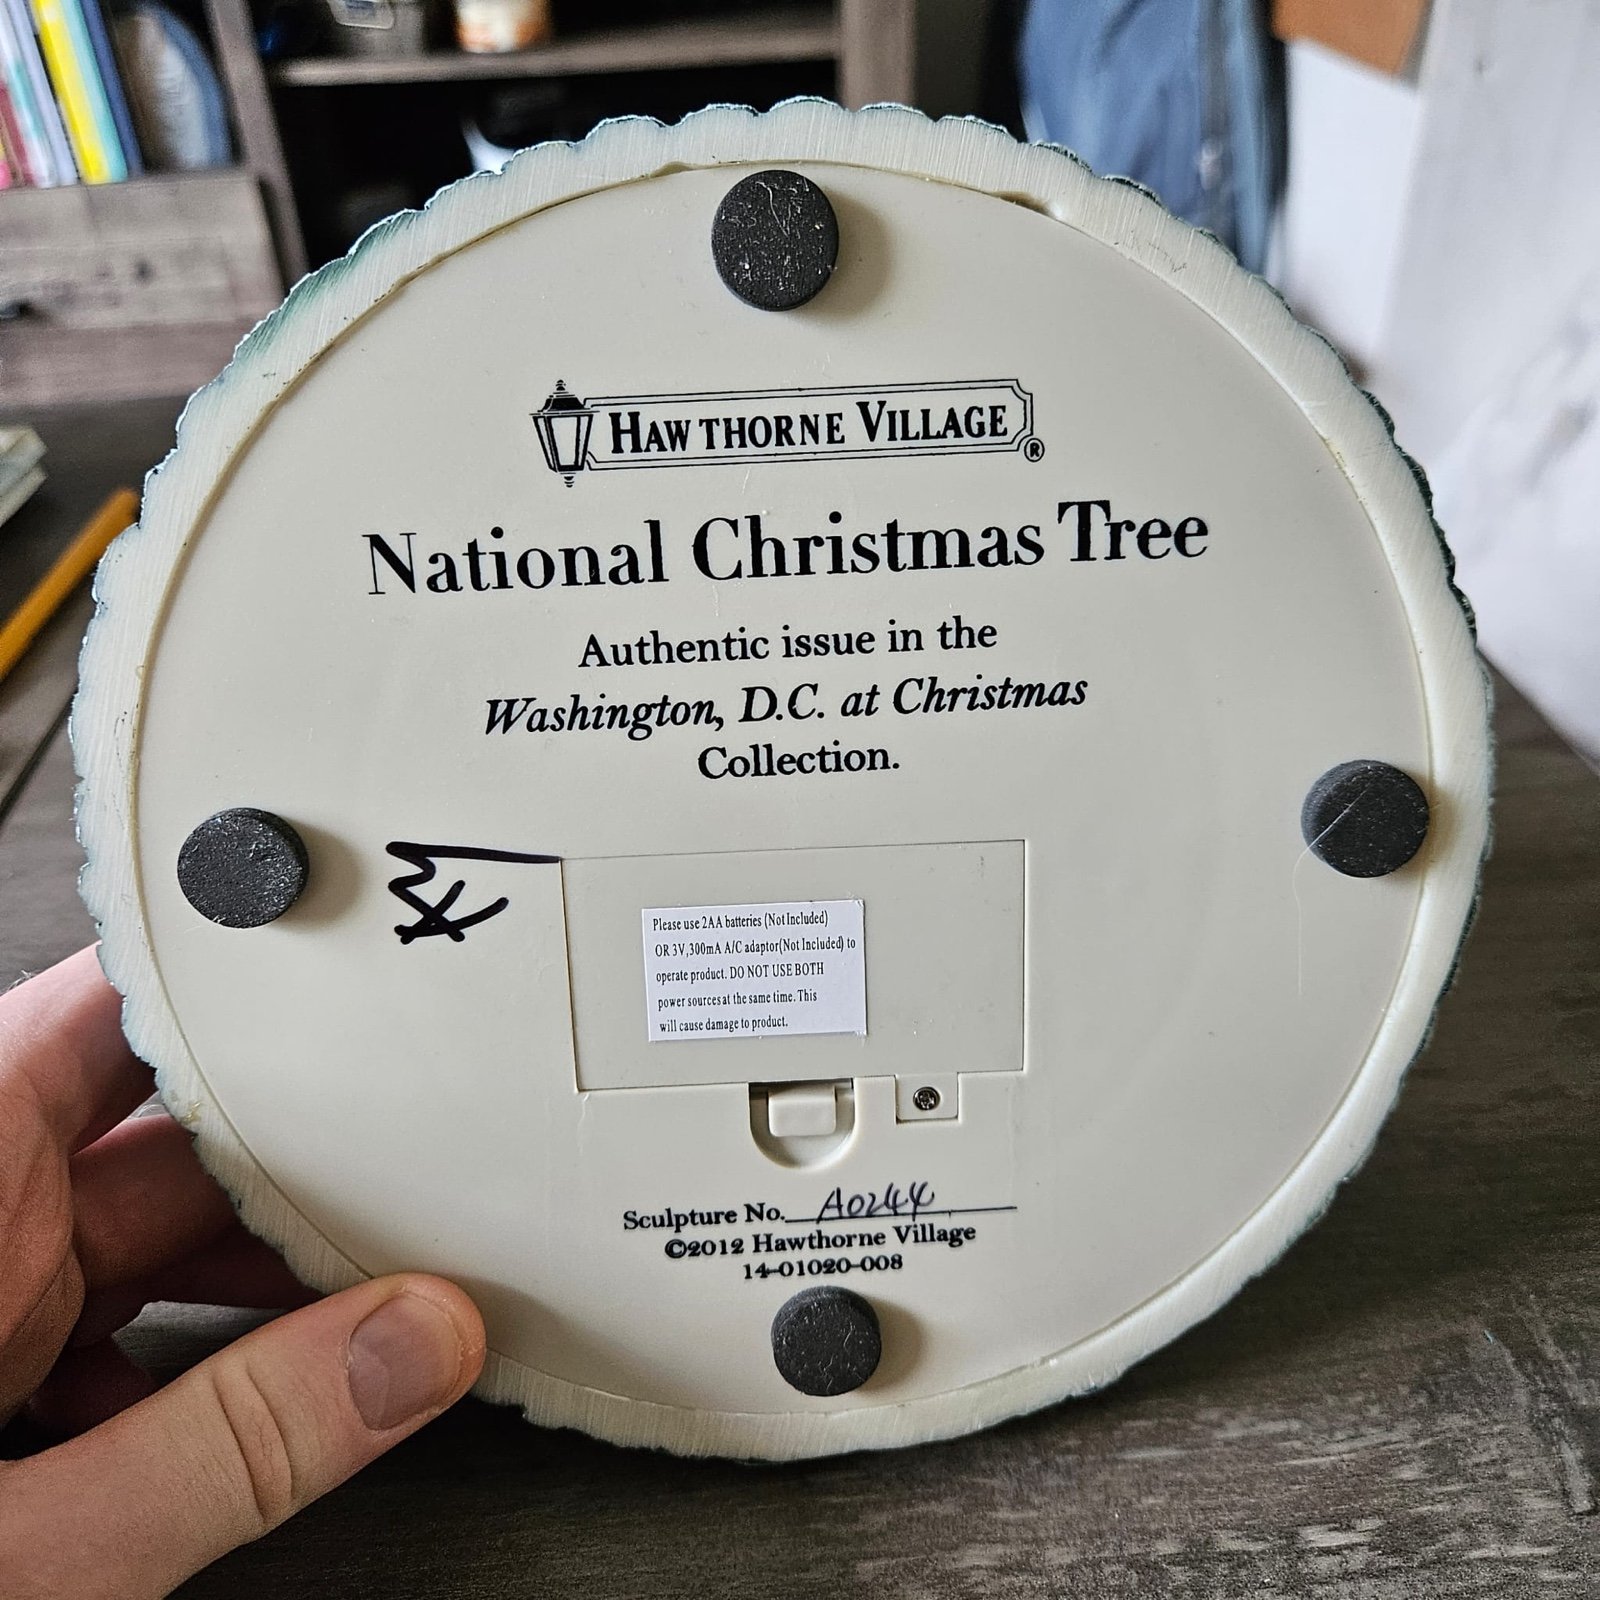 HAWTHORNE VILLAGE ®
National Christmas Tree
Authentic issue in the
Washington, D.C. at Christmas
Collection.
Please use 2AA batteries (Not Included)
OR 3V,300mA A/C adaptor(Not Included) to
operate product. DO NOT USE BOTH
power sources at the same time. This
will cause damage to product.
Sculpture No. A0244
©2012 Hawthorne Village
14-01020-008